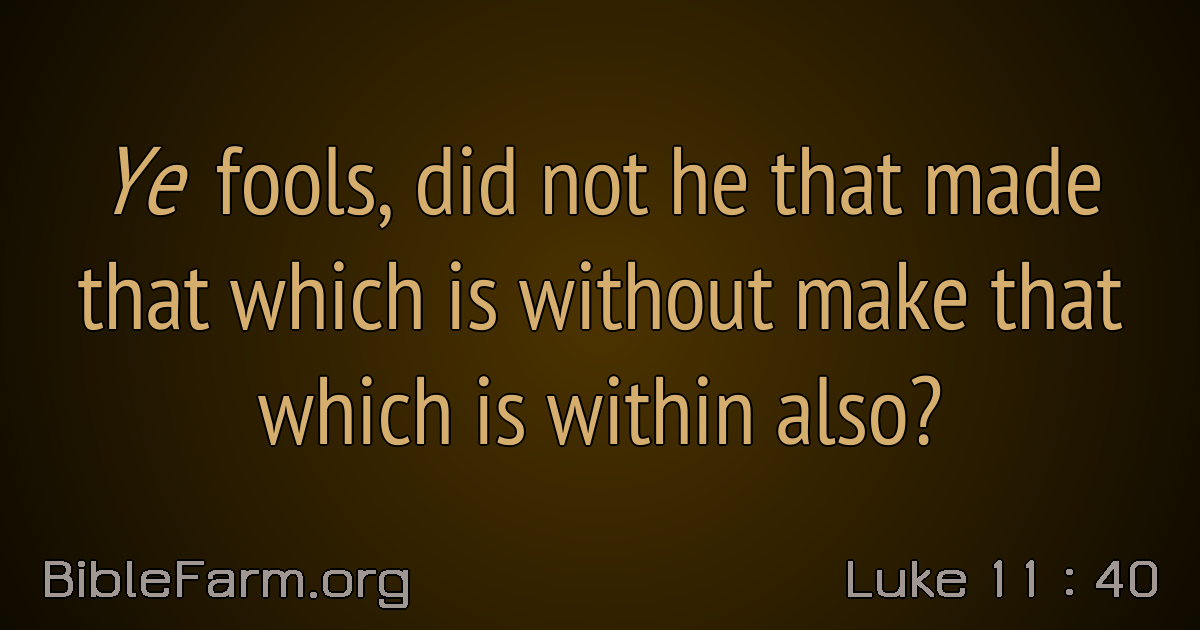 Ye fools, did not he that made
that which is without make that
which is within also?
BibleFarm.org
Luke 11 : 40